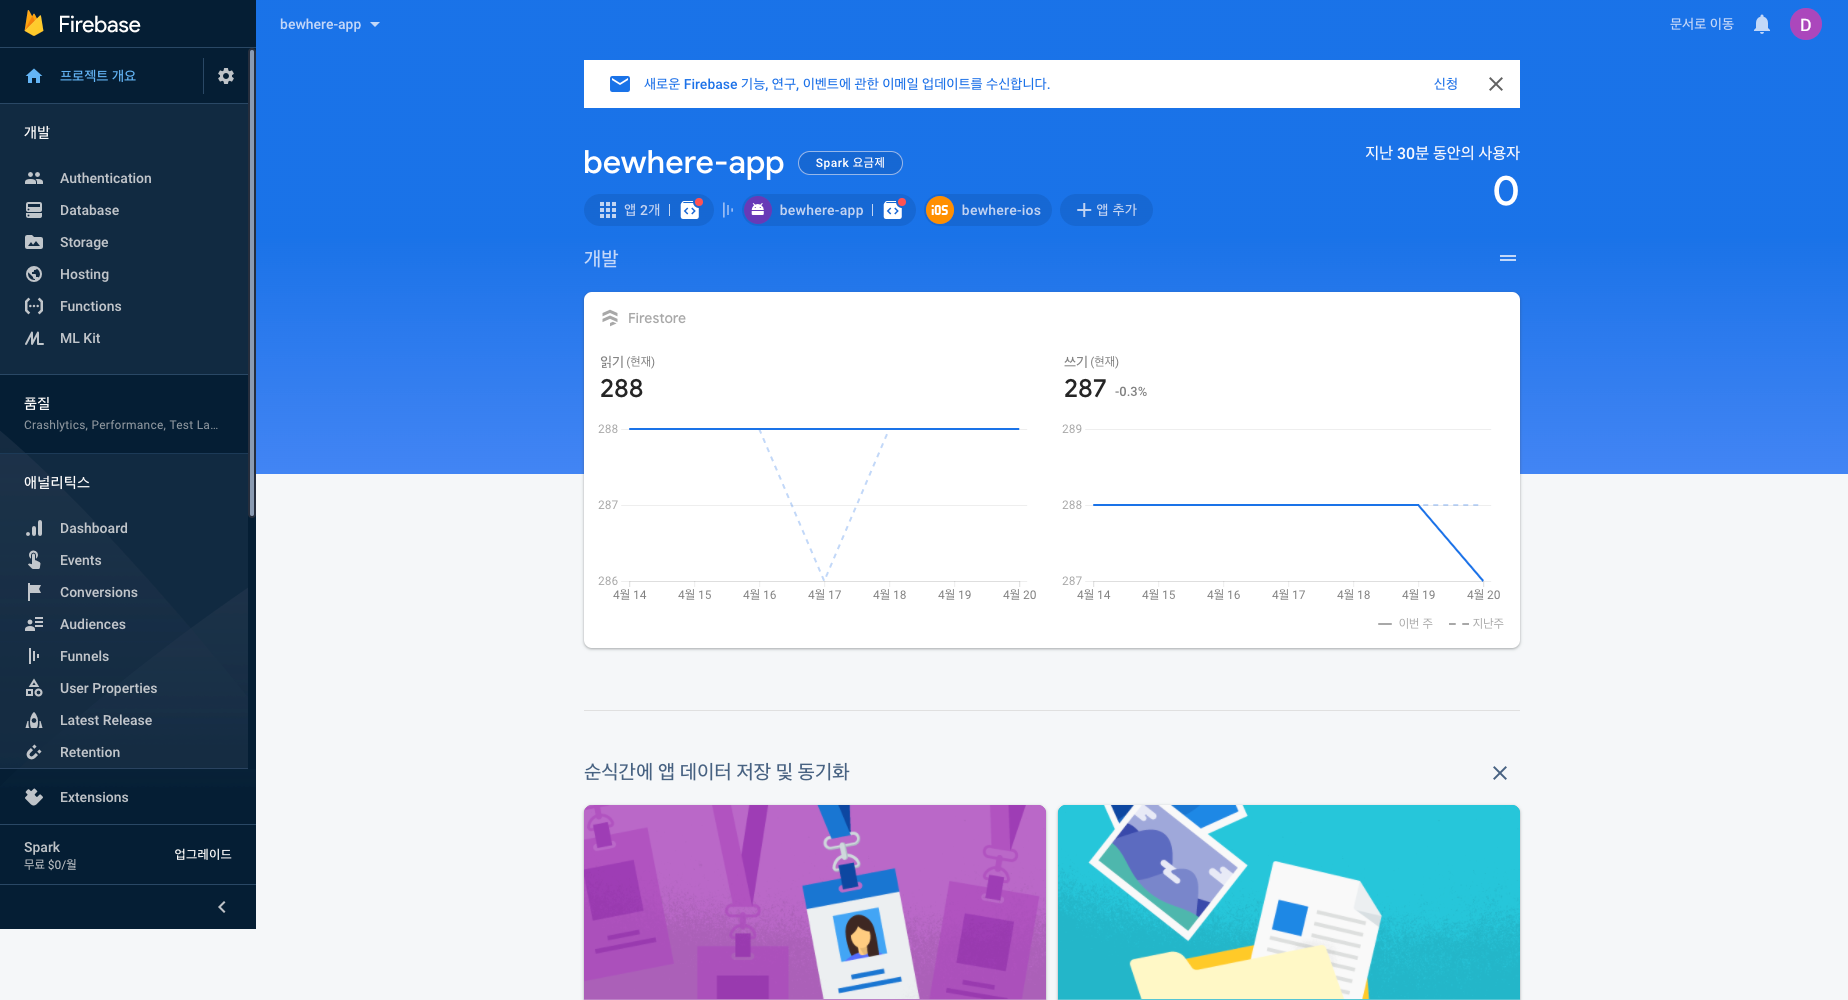 Firebase
프로젝트 개요
개발
Authentication
Database
Storage
Hosting
Functions
ML Kit
품질
Crashlytics, Performance, Test La...
애널리틱스
Dashboard
Events
Conversions
Audiences
Funnels
User Properties
Latest Release
Retention
Extensions
Spark
무료 $0/월
업그레이드
bewhere-app
문서로 이동
D
새로운 Firebase 기능, 연구, 이벤트에 관한 이메일 업데이트를 수신합니다.
신청
bewhere-app
Spark 요금제
지난 30분 동안의 사용자
0
앱 2개
bewhere-app
iOS
bewhere-ios
앱 추가
개발
Firestore
읽기 (현재)
288
288
287
286
4월 14 4월 15 4월 16 4월 17 4월 18 4월 19 4월 20
쓰기 (현재)
287 -0.3%
289
288
287
4월 14 4월 15 4월 16 4월 17 4월 18 4월 19 4월 20
이번 주 지난주
순식간에 앱 데이터 저장 및 동기화